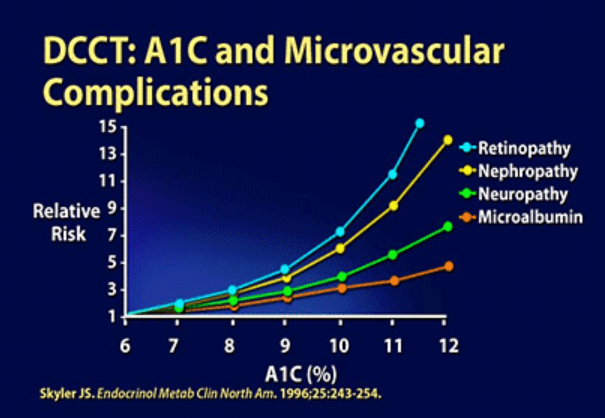 DCCT: A1C and Microvascular
Complications
15
13
11
9
7
5
3
1
Relative
Risk
Retinopathy
Nephropathy
Neuropathy
Microalbumin
6 7 8 9 10 11 12
A1C (%)
Skyler JS. Endocrinol Metab Clin North Am. 1996;25:243-254.